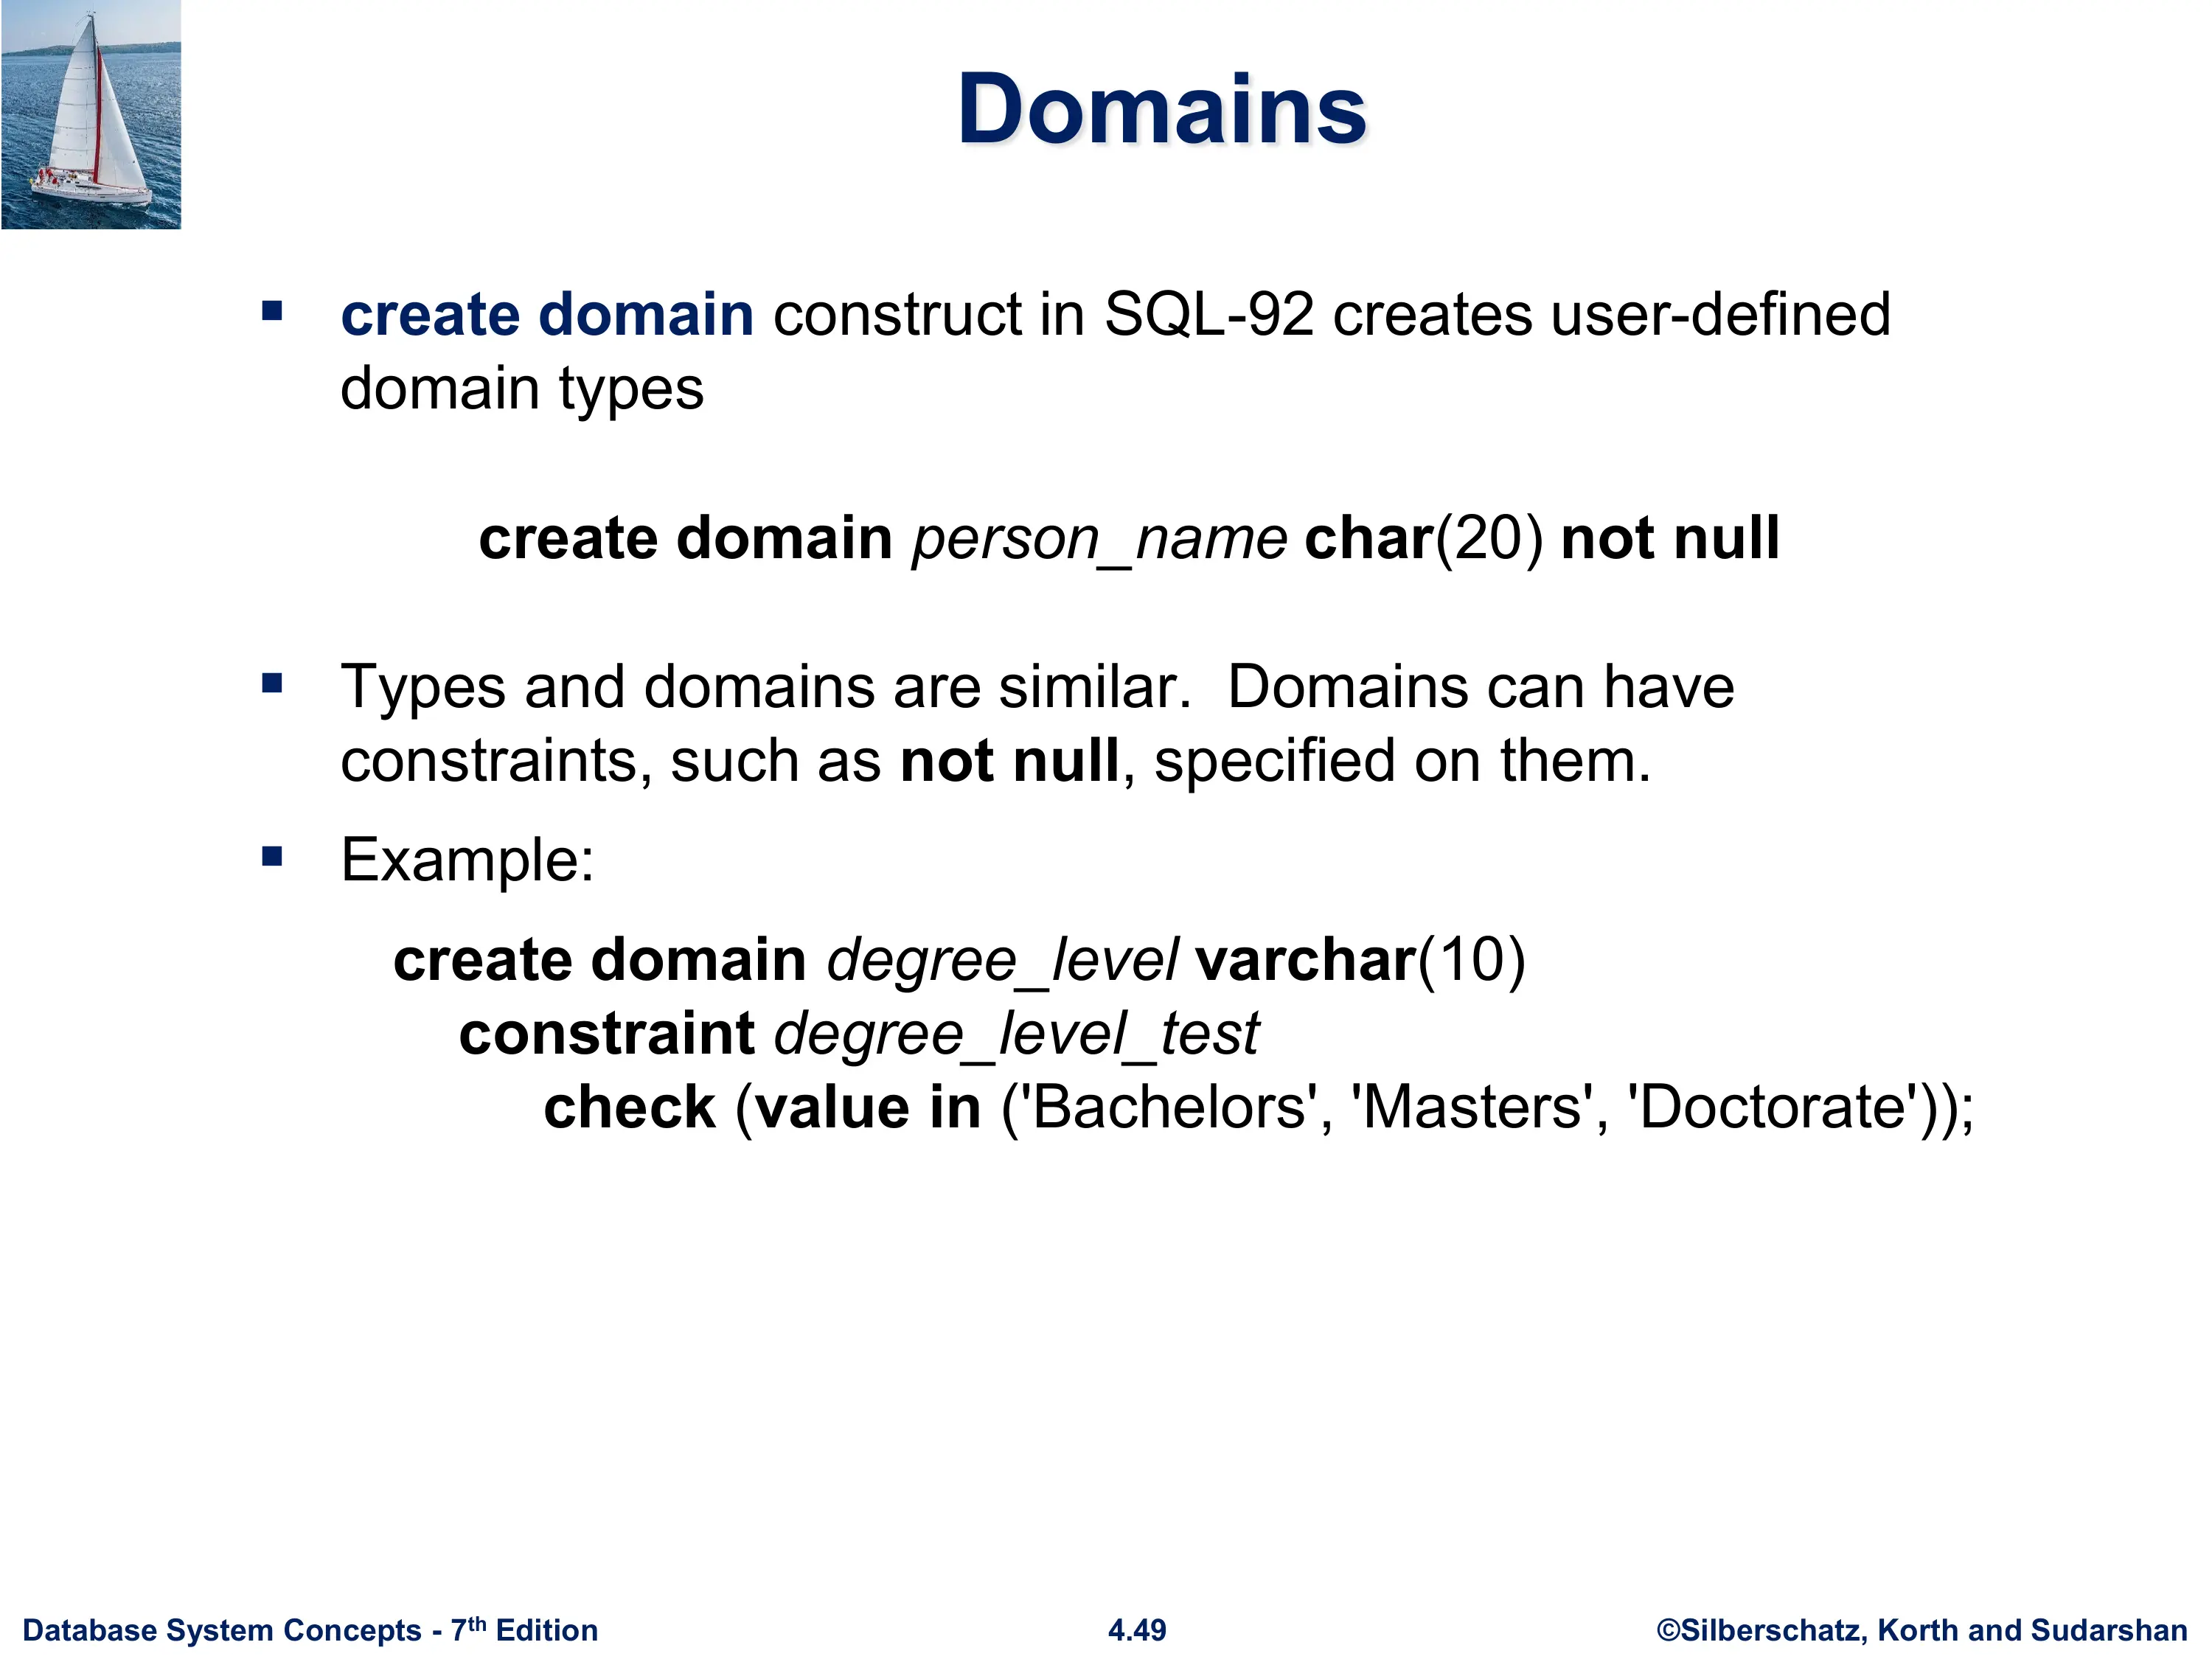 Domains
▪ create domain construct in SQL-92 creates user-defined
domain types
create domain person_name char(20) not null
▪ Types and domains are similar.  Domains can have
constraints, such as not null, specified on them.
▪ Example:
create domain degree_level varchar(10)
constraint degree_level_test
check (value in ('Bachelors', 'Masters', 'Doctorate'));
Database System Concepts - 7th Edition 4.49 ©Silberschatz, Korth and Sudarshan